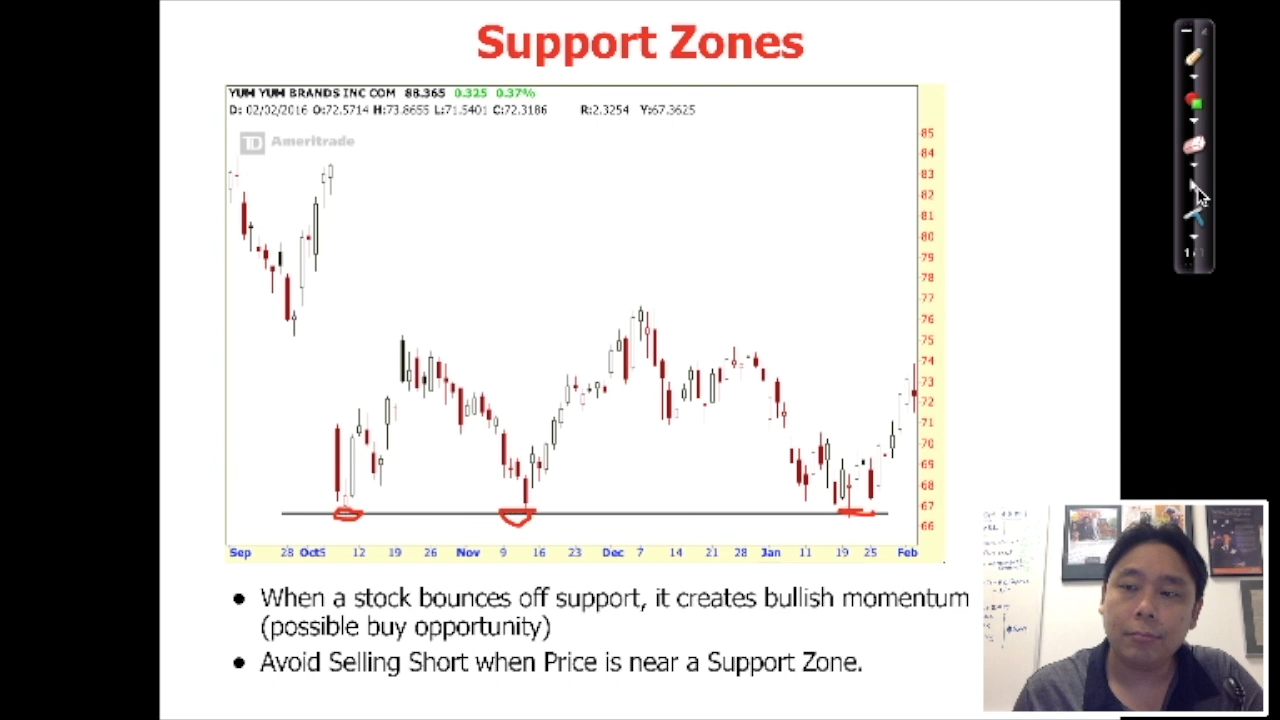 Support Zones
YUM YUM BRANDS INC COM 88.365 0.325 0.37%
D: 02/02/2016 O:72.5714 H:73.8655 L:71.5401 C:72.3186 R:2.3254 Y:67.3625
TD Ameritrade
85
84
83
82
81
80
79
78
77
76
75
74
73
72
71
70
69
68
67
66
Sep 28 Oct5 12 19 26 Nov 9 16 23 Dec 7 14 21 28 Jan 11 19 25 Feb
● When a stock bounces off support, it creates bullish momentum
(possible buy opportunity)
● Avoid Selling Short when Price is near a Support Zone.